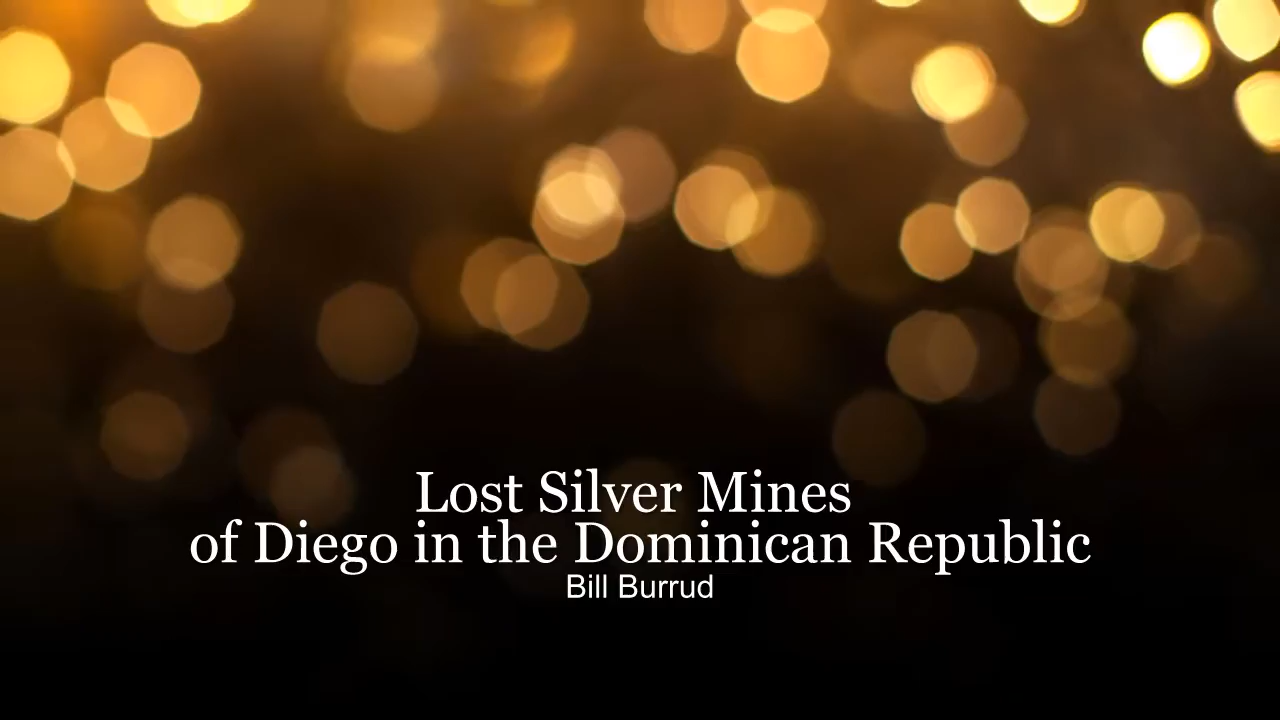 Lost Silver Mines
of Diego in the Dominican Republic
Bill Burrud